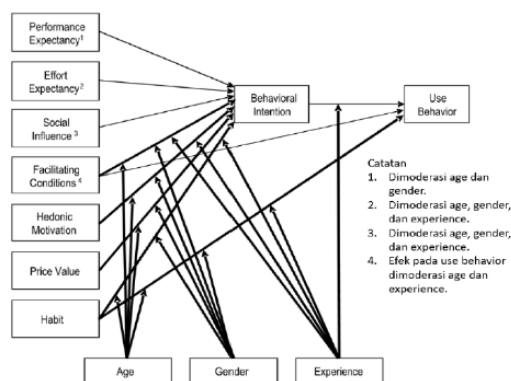 Performance
Expectancy¹
Effort
Expectancy²
Social
Influence ³
Facilitating
Conditions ⁴
Hedonic
Motivation
Price Value
Habit
Behavioral
Intention
Use
Behavior
Catatan
1. Dimoderasi age dan
gender.
2. Dimoderasi age, gender,
dan experience.
3. Dimoderasi age, gender,
dan experience.
4. Efek pada use behavior
dimoderasi age dan
experience.
Age
Gender
Experience